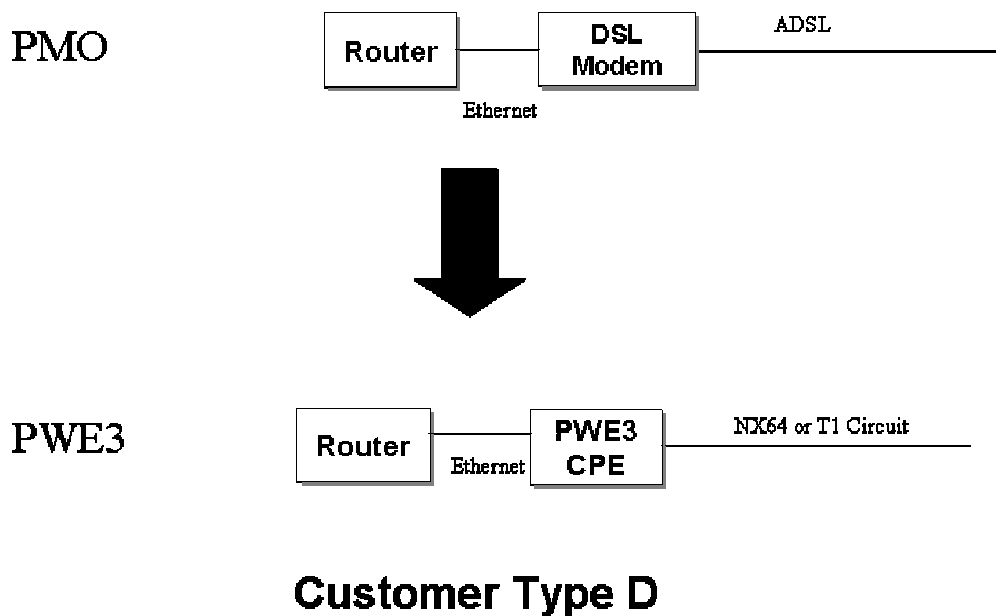 PMO
Router
DSL
Modem
ADSL
Ethernet
PWE3
Router
PWE3
CPE
NX64 or T1 Circuit
Ethernet
Customer Type D